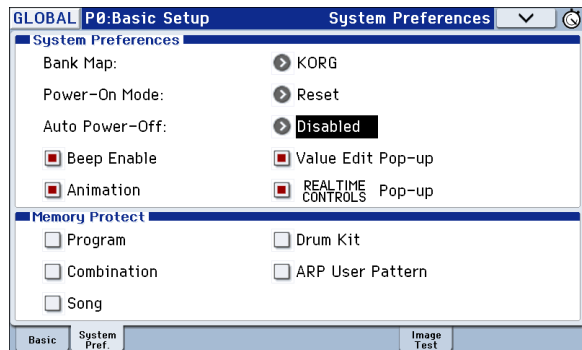 GLOBAL P0:Basic Setup System Preferences
System Preferences
Bank Map: KORG
Power-On Mode: Reset
Auto Power-Off: Disabled
Beep Enable Value Edit Pop-up
Animation REALTIME CONTROLS Pop-up
Memory Protect
Program Drum Kit
Combination ARP User Pattern
Song
Basic System Pref. Image Test